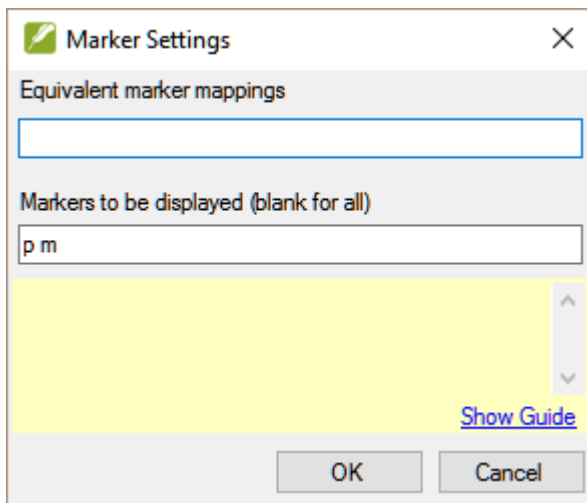 Marker Settings
Equivalent marker mappings
Markers to be displayed (blank for all)
p m
Show Guide
OK Cancel